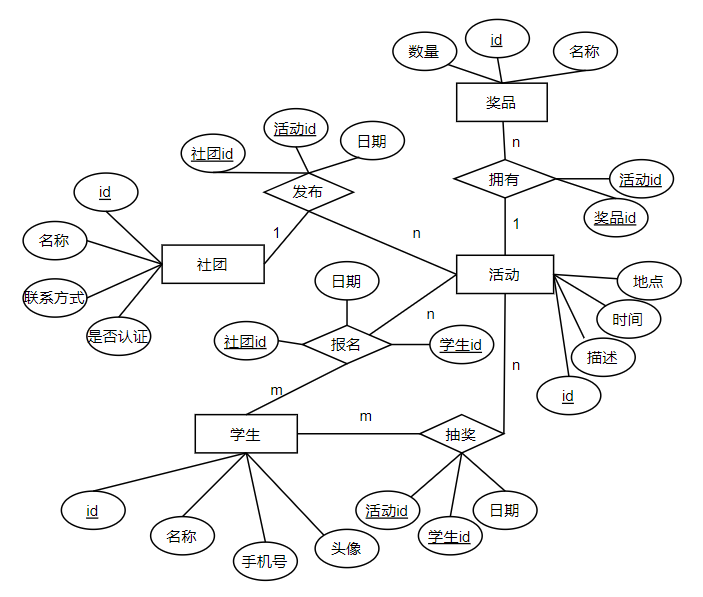 id
数量
名称
奖品
n
活动id
社团id
日期
拥有
活动id
发布
id
奖品id
1
1
n
名称
社团
活动
日期
地点
联系方式
n
时间
是否认证
社团id
报名
学生id
描述
n
m
id
m
学生
抽奖
id
活动id
日期
名称
学生id
头像
手机号